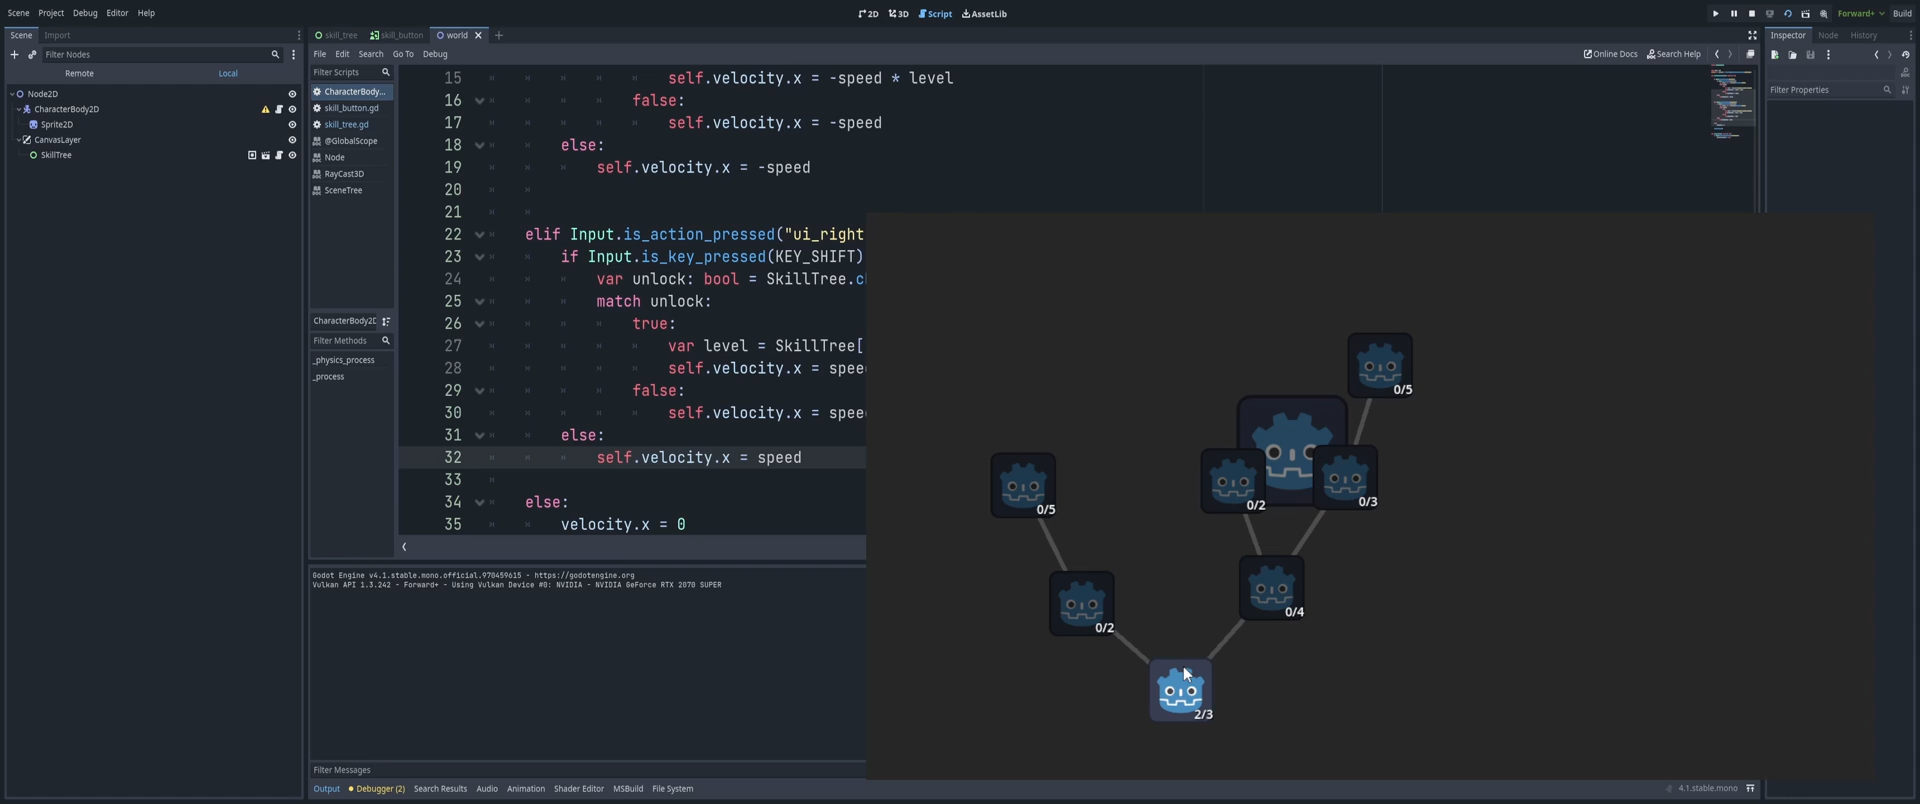 Scene Project Debug Editor Help
2D 3D Script AssetLib
Forward+ Build
Scene Import
Filter Nodes
Remote Local
Node2D
CharacterBody2D
Sprite2D
CanvasLayer
SkillTree
skill_tree skill_button world
File Edit Search Go To Debug
Online Docs Search Help
Filter Scripts
CharacterBody...
skill_button.gd
skill_tree.gd
@GlobalScope
Node
RayCast3D
SceneTree
CharacterBody2D
Filter Methods
_physics_process
_process
15 self.velocity.x = -speed * level
16 false:
17 self.velocity.x = -speed
18 else:
19 self.velocity.x = -speed
20
21
22 elif Input.is_action_pressed("ui_right
23 if Input.is_key_pressed(KEY_SHIFT)
24 var unlock: bool = SkillTree.c
25 match unlock:
26 true:
27 var level = SkillTree[
28 self.velocity.x = spee
29 false:
30 self.velocity.x = spee
31 else:
32 self.velocity.x = speed
33
34 else:
35 velocity.x = 0
Godot Engine v4.1.stable.mono.official.970459615 - https://godotengine.org
Vulkan API 1.3.242 - Forward+ - Using Vulkan Device #0: NVIDIA - NVIDIA GeForce RTX 2070 SUPER
Filter Messages
Output Debugger (2) Search Results Audio Animation Shader Editor MSBuild File System
4.1.stable.mono
Inspector Node History
Filter Properties
0/5
0/5
0/2
0/3
0/2
0/4
2/3